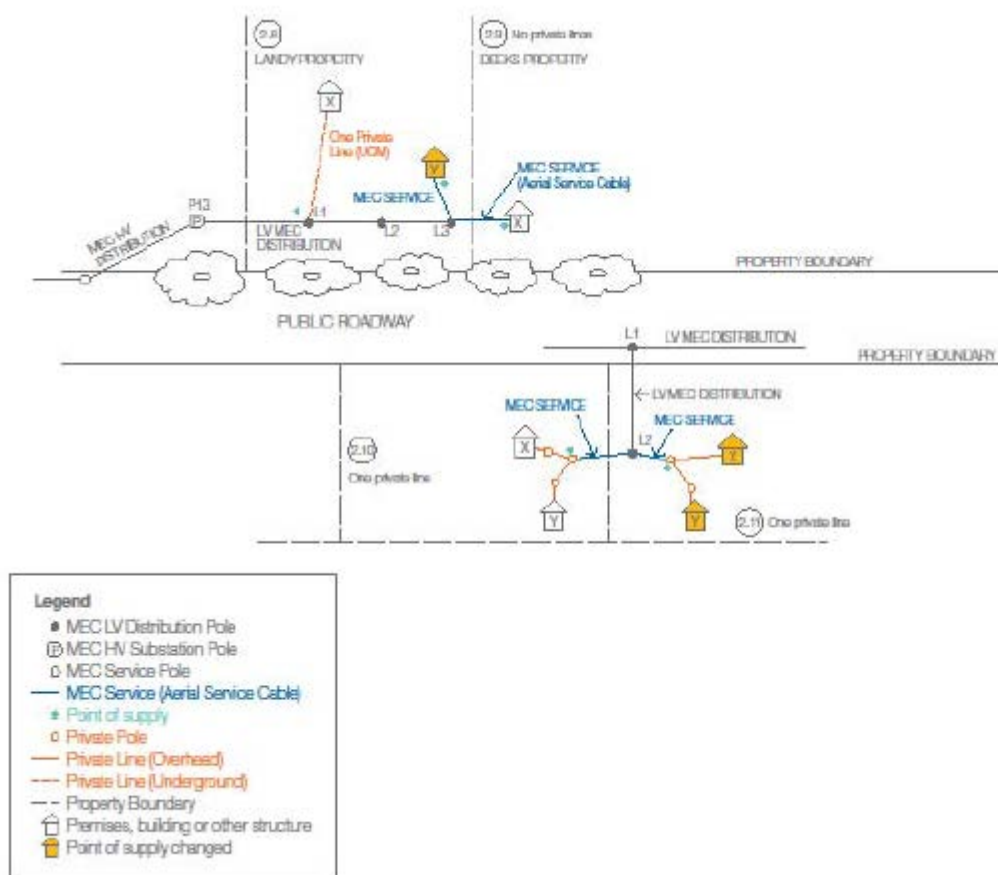 2.8
2.9 No private lines
LANDY PROPERTY
DEEKS PROPERTY
X
One Private
Line (UGM)
Y
MEC SERVICE
(Aerial Service Cable)
MEC SERVICE
X
P13
P
L1
L2
L3
LV MEC
DISTRIBUTION
MEC HV
DISTRIBUTION
PROPERTY BOUNDARY
PUBLIC ROADWAY
L1
LV MEC DISTRIBUTION
PROPERTY BOUNDARY
LV MEC DISTRIBUTION
MEC SERVICE
MEC SERVICE
L2
X
2.10
One private line
Y
Y
2.11 One private line
Legend
MEC LV Distribution Pole
P MEC HV Substation Pole
MEC Service Pole
MEC Service (Aerial Service Cable)
Point of supply
Private Pole
Private Line (Overhead)
Private Line (Underground)
Property Boundary
Premises, building or other structure
Point of supply changed